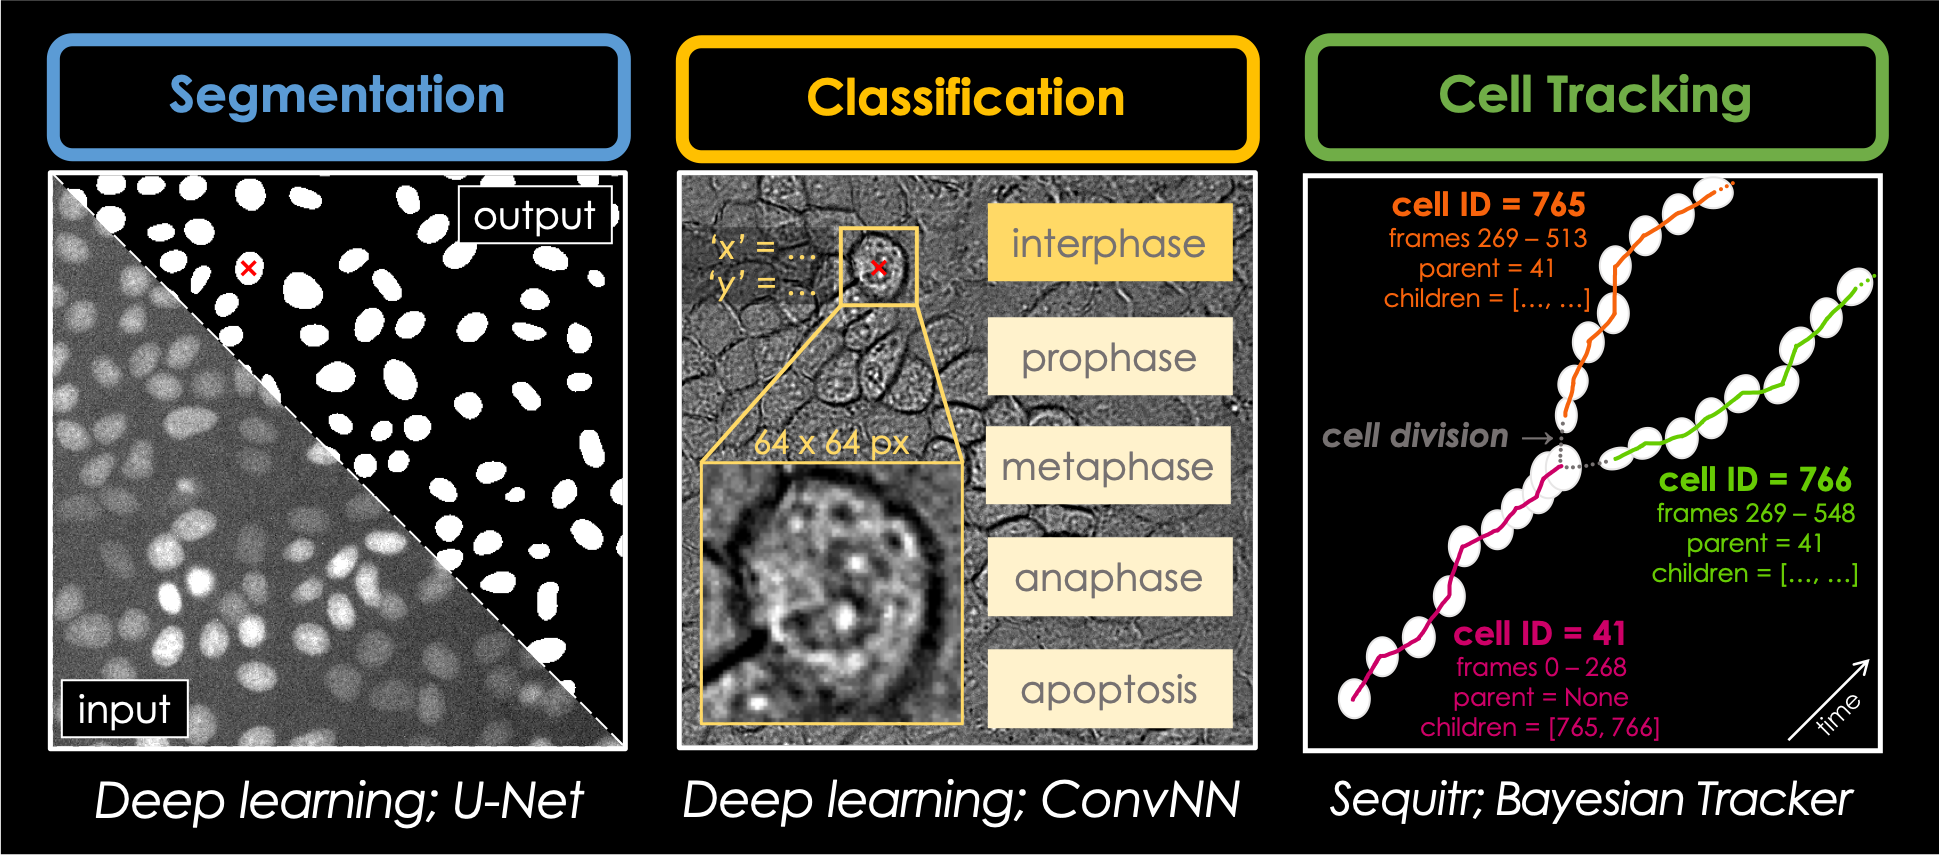 Segmentation
output
input
Deep learning; U-Net
Classification
‘x’ = ...
‘y’ = ...
64 x 64 px
interphase
prophase
metaphase
anaphase
apoptosis
Deep learning; ConvNN
Cell Tracking
cell ID = 765
frames 269 – 513
parent = 41
children = [..., ...]
cell division →
cell ID = 766
frames 269 – 548
parent = 41
children = [..., ...]
cell ID = 41
frames 0 – 268
parent = None
children = [765, 766]
time
Sequitr; Bayesian Tracker